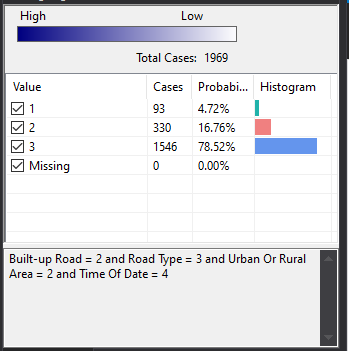 High Low
Total Cases: 1969
Value Cases Probabi... Histogram
1 93 4.72%
2 330 16.76%
3 1546 78.52%
Missing 0 0.00%
Built-up Road = 2 and Road Type = 3 and Urban Or Rural
Area = 2 and Time Of Date = 4